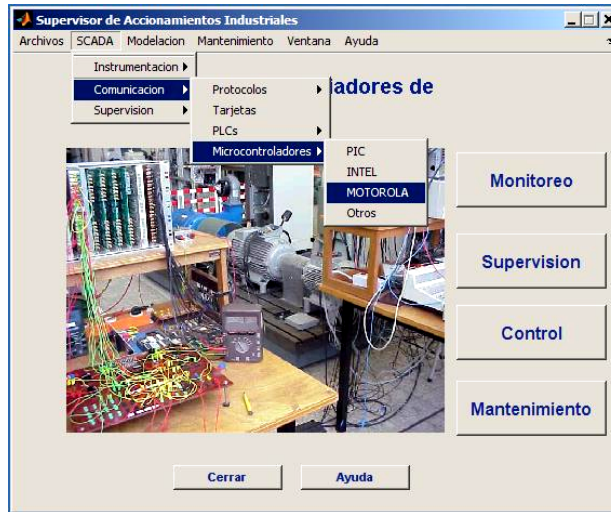 Supervisor de Accionamientos Industriales
Archivos SCADA Modelacion Mantenimiento Ventana Ayuda
Instrumentacion
Comunicacion
Supervision
Protocolos
Tarjetas
PLCs
Microcontroladores
PIC
INTEL
MOTOROLA
Otros
iadores de
Monitoreo
Supervision
Control
Mantenimiento
Cerrar Ayuda